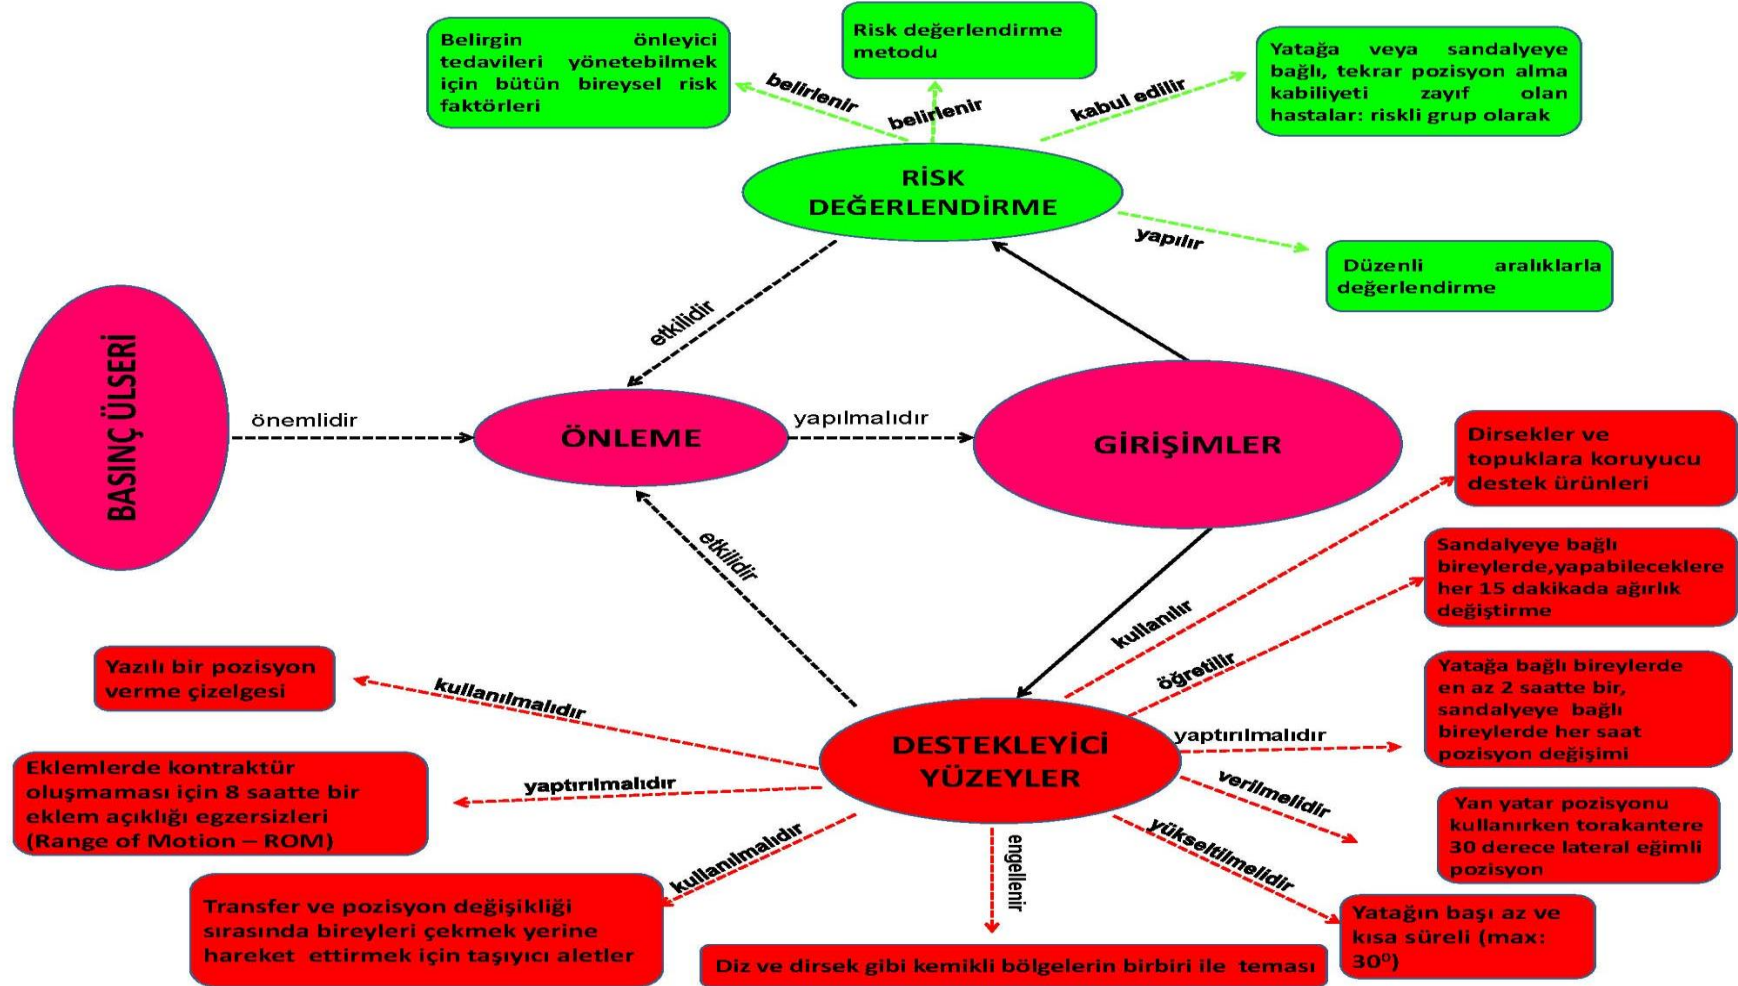 Belirgin önleyici
tedavileri yönetebilmek
için bütün bireysel risk
faktörleri
Risk değerlendirme
metodu
Yatağa veya sandalyeye
bağlı, tekrar pozisyon alma
kabiliyeti zayıf olan
hastalar: riskli grup olarak
belirlenir
belirlenir
kabul edilir
RİSK
DEĞERLENDİRME
yapılır
Düzenli aralıklarla
değerlendirme
etkilidir
BASINÇ ÜLSERİ
önemlidir
ÖNLEME
yapılmalıdır
GİRİŞİMLER
Dirsekler ve
topuklara koruyucu
destek ürünleri
etkilidir
kullanılır
Sandalyeye bağlı
bireylerde,yapabileceklere
her 15 dakikada ağırlık
değiştirme
öğretilir
Yazılı bir pozisyon
verme çizelgesi
kullanılmalıdır
DESTEKLEYİCİ
YÜZEYLER
yaptırılmalıdır
Yatağa bağlı bireylerde
en az 2 saatte bir,
sandalyeye bağlı
bireylerde her saat
pozisyon değişimi
Eklemlerde kontraktür
oluşmaması için 8 saatte bir
eklem açıklığı egzersizleri
(Range of Motion – ROM)
yaptırılmalıdır
verilmelidir
Yan yatar pozisyonu
kullanırken torakantere
30 derece lateral eğimli
pozisyon
kullanılmalıdır
engellenir
yükseltilmelidir
Transfer ve pozisyon değişikliği
sırasında bireyleri çekmek yerine
hareket ettirmek için taşıyıcı aletler
Diz ve dirsek gibi kemikli bölgelerin birbiri ile teması
Yatağın başı az ve
kısa süreli (max:
30⁰)